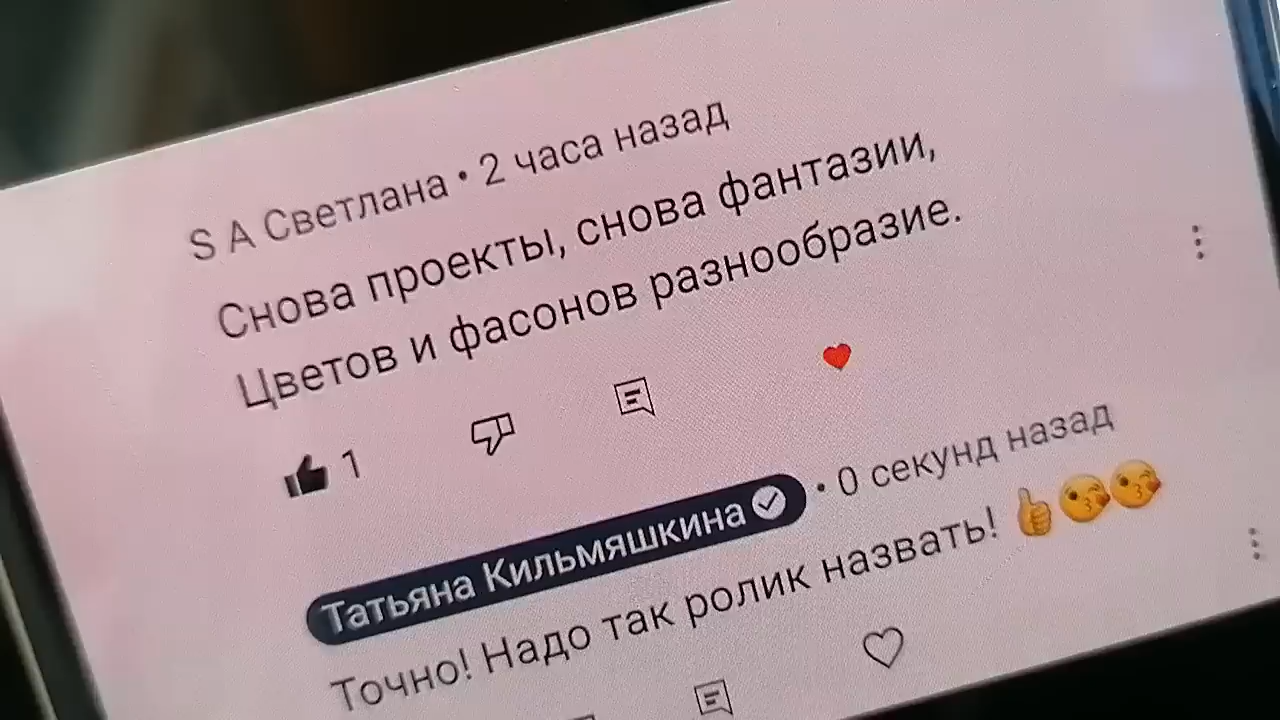 S A Светлана • 2 часа назад
Снова проекты, снова фантазии,
Цветов и фасонов разнообразие.
1
Татьяна Кильмяшкина • 0 секунд назад
Точно! Надо так ролик назвать! 👍😘😘